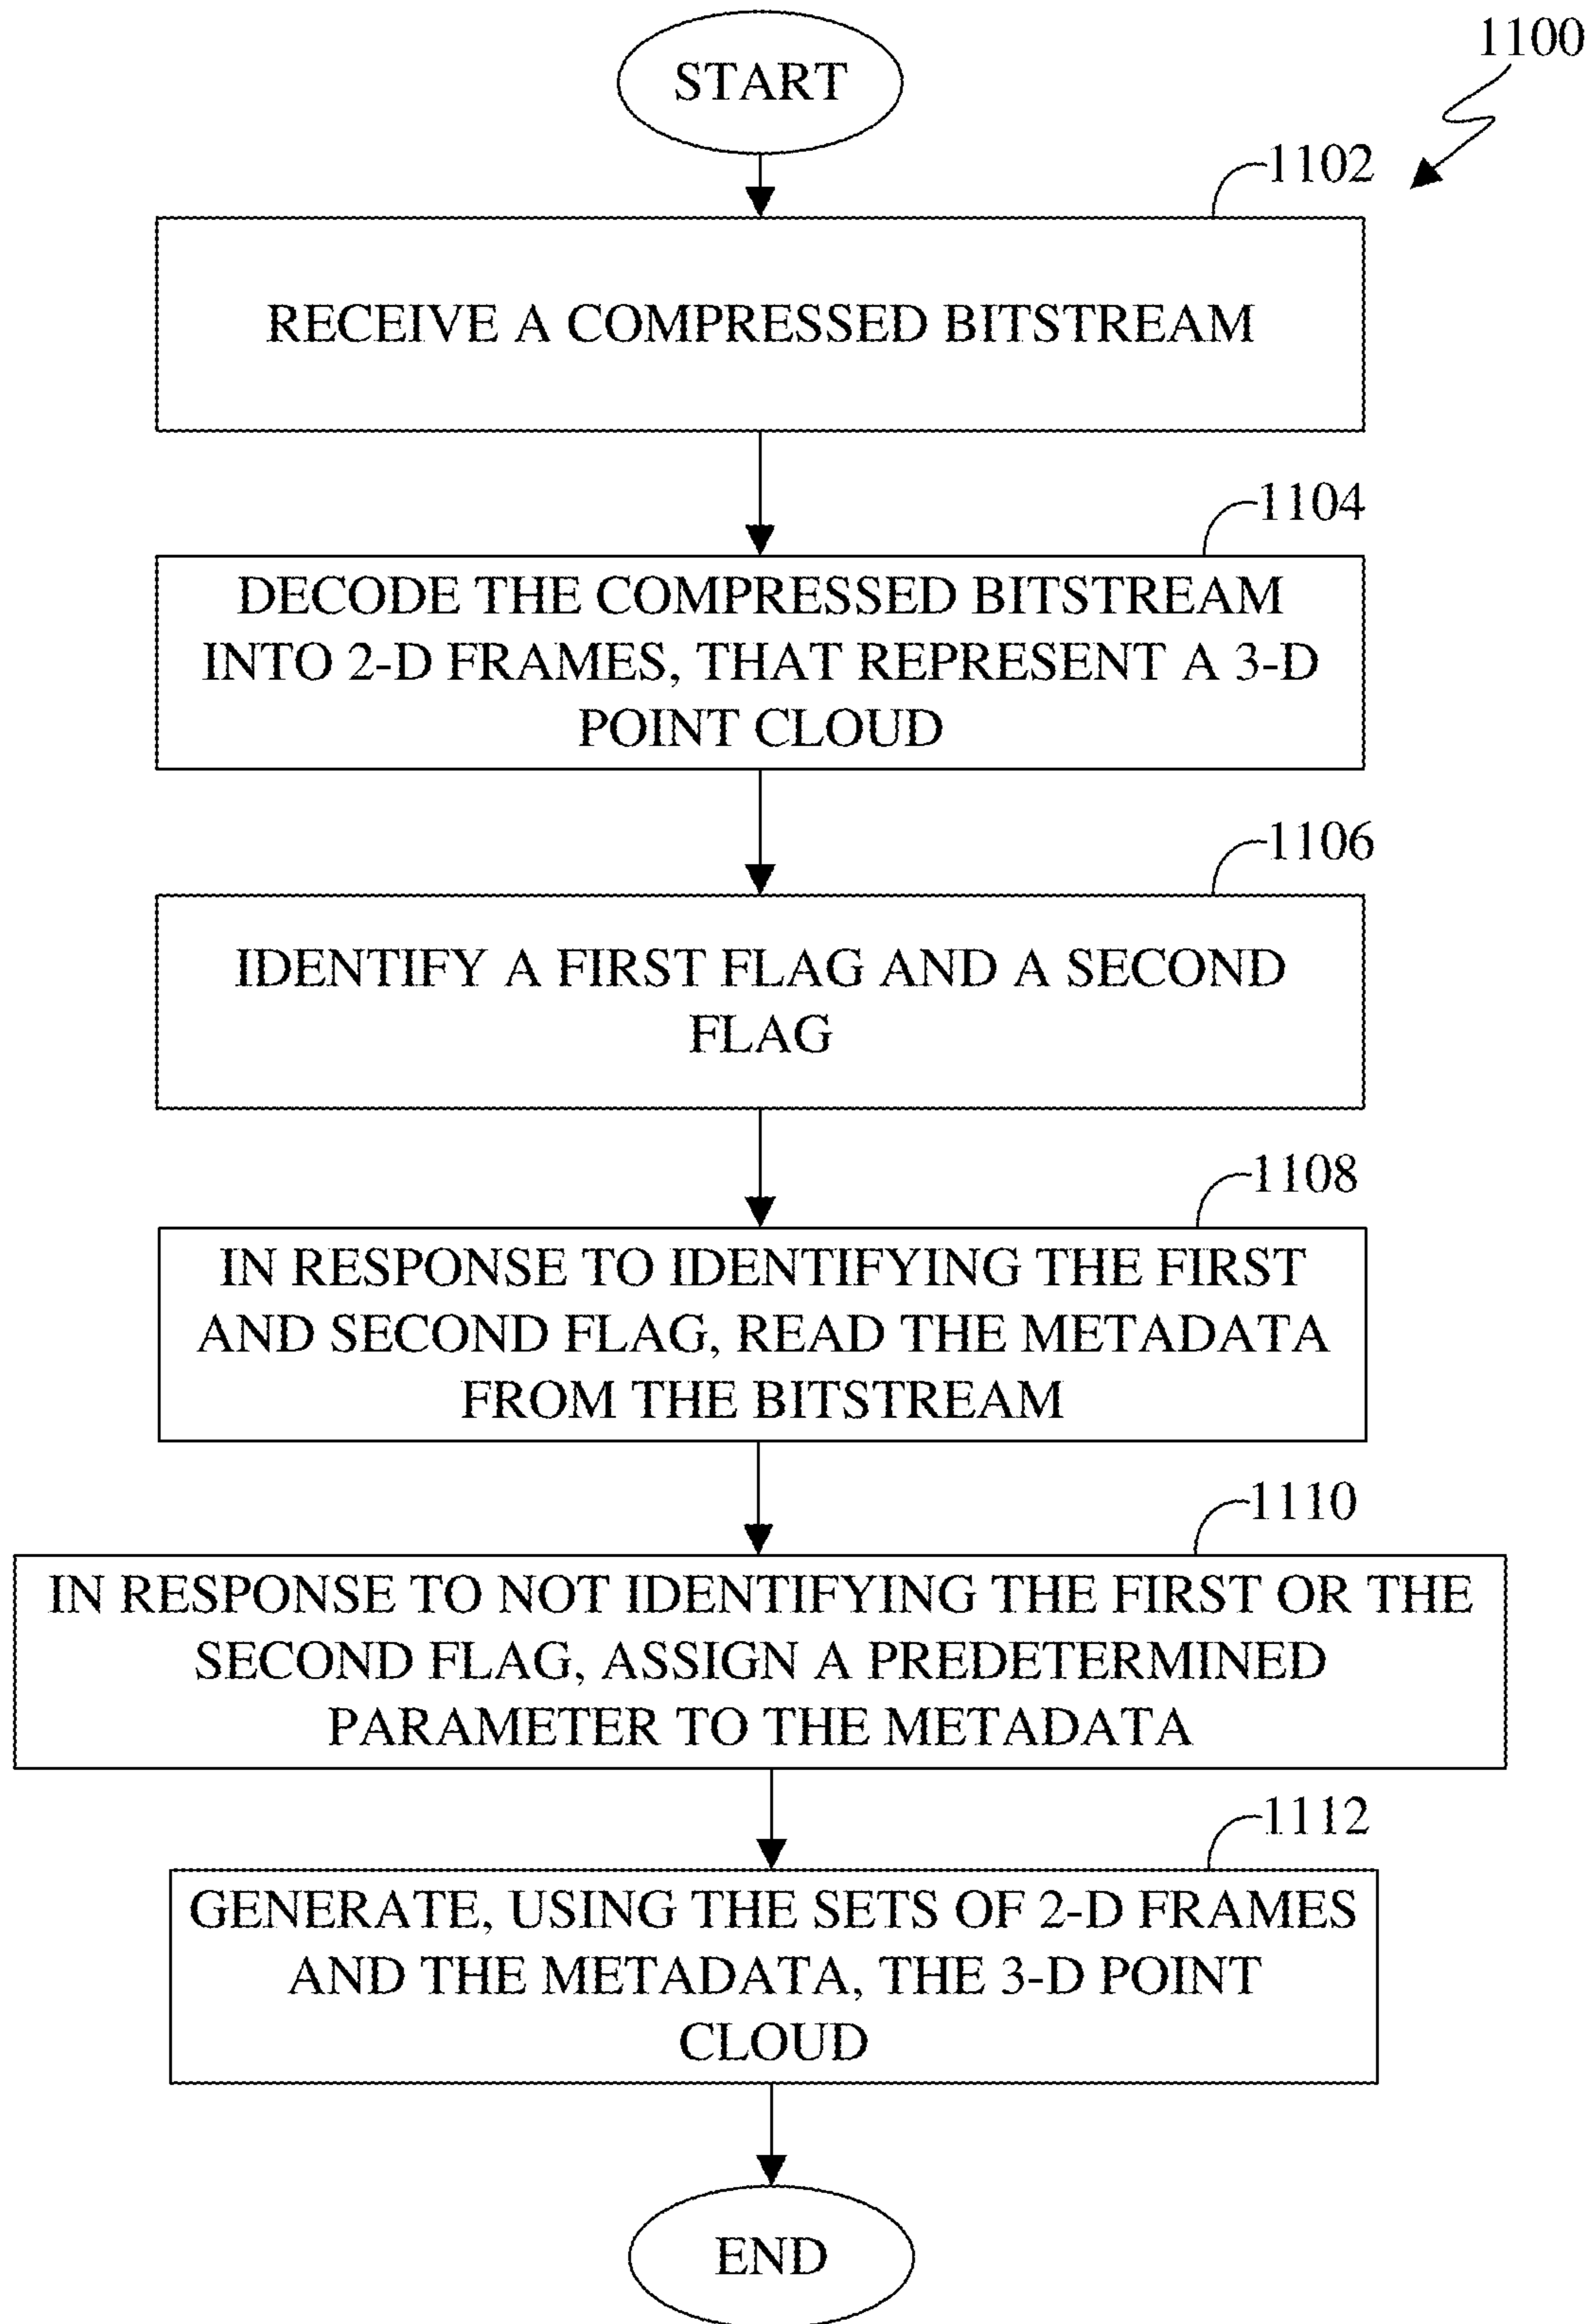 1100
START
1102
RECEIVE A COMPRESSED BITSTREAM
1104
DECODE THE COMPRESSED BITSTREAM
INTO 2-D FRAMES, THAT REPRESENT A 3-D
POINT CLOUD
1106
IDENTIFY A FIRST FLAG AND A SECOND
FLAG
1108
IN RESPONSE TO IDENTIFYING THE FIRST
AND SECOND FLAG, READ THE METADATA
FROM THE BITSTREAM
1110
IN RESPONSE TO NOT IDENTIFYING THE FIRST OR THE
SECOND FLAG, ASSIGN A PREDETERMINED
PARAMETER TO THE METADATA
1112
GENERATE, USING THE SETS OF 2-D FRAMES
AND THE METADATA, THE 3-D POINT
CLOUD
END